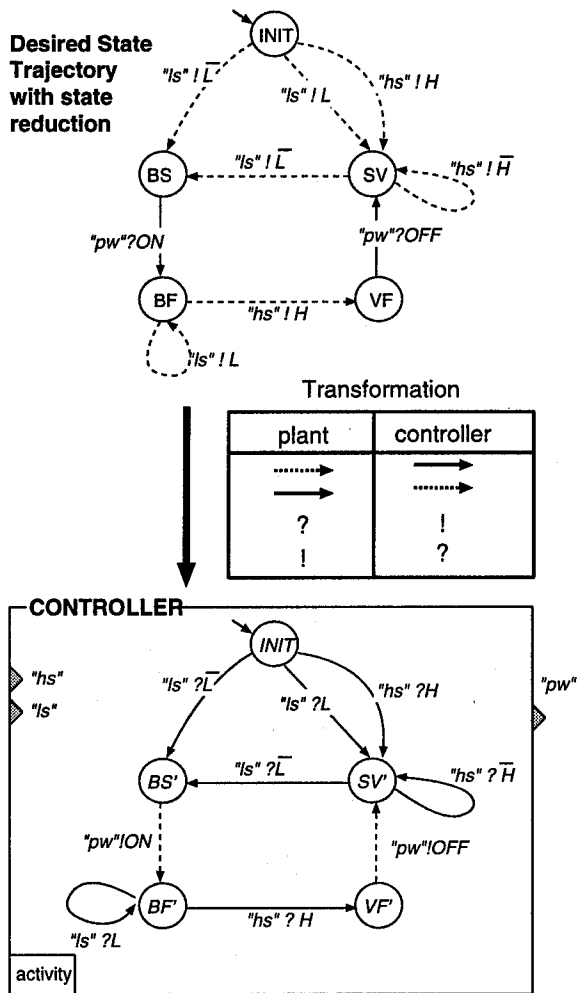 Desired State
Trajectory
with state
reduction
INIT
"ls" ! L̅
"ls" ! L
"hs" ! H
BS
"ls" ! L̅
SV
"hs" ! H̅
"pw"?ON
"pw"?OFF
BF
"hs" ! H
VF
"ls" ! L
Transformation
plant
controller
?
!
!
?
CONTROLLER
INIT
"hs"
"ls"
"pw"
"ls" ?L̅
"ls" ?L
"hs" ?H
BS'
"ls" ?L̅
SV'
"hs" ? H̅
"pw"!ON
"pw"!OFF
BF'
"hs" ? H
VF'
"ls" ?L
activity